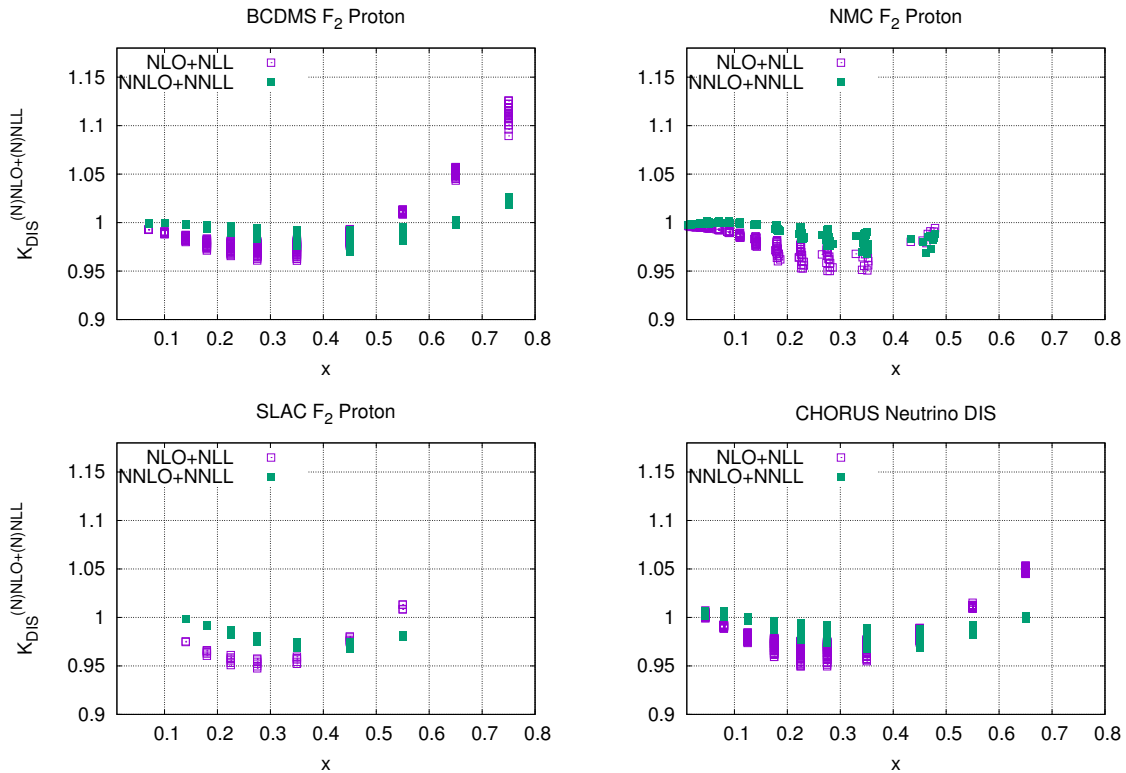 BCDMS F2 Proton
NLO+NLL
NNLO+NNLL
1.15
1.1
1.05
1
0.95
0.9
KDIS(N)NLO+(N)NLL
0.1 0.2 0.3 0.4 0.5 0.6 0.7 0.8
x
NMC F2 Proton
NLO+NLL
NNLO+NNLL
1.15
1.1
1.05
1
0.95
0.9
0.1 0.2 0.3 0.4 0.5 0.6 0.7 0.8
x
SLAC F2 Proton
NLO+NLL
NNLO+NNLL
1.15
1.1
1.05
1
0.95
0.9
KDIS(N)NLO+(N)NLL
0.1 0.2 0.3 0.4 0.5 0.6 0.7 0.8
x
CHORUS Neutrino DIS
NLO+NLL
NNLO+NNLL
1.15
1.1
1.05
1
0.95
0.9
0.1 0.2 0.3 0.4 0.5 0.6 0.7 0.8
x